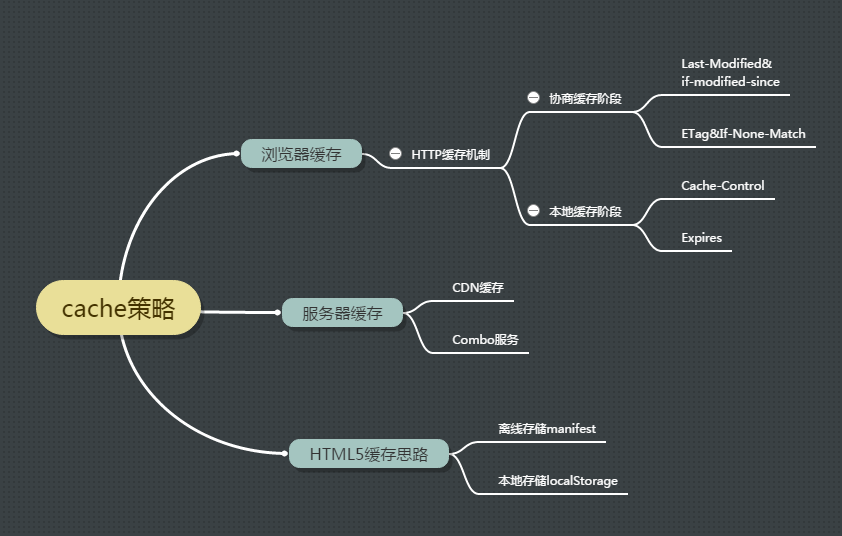 cache策略
浏览器缓存
HTTP缓存机制
协商缓存阶段
Last-Modified&
if-modified-since
ETag&If-None-Match
本地缓存阶段
Cache-Control
Expires
服务器缓存
CDN缓存
Combo服务
HTML5缓存思路
离线存储manifest
本地存储localStorage